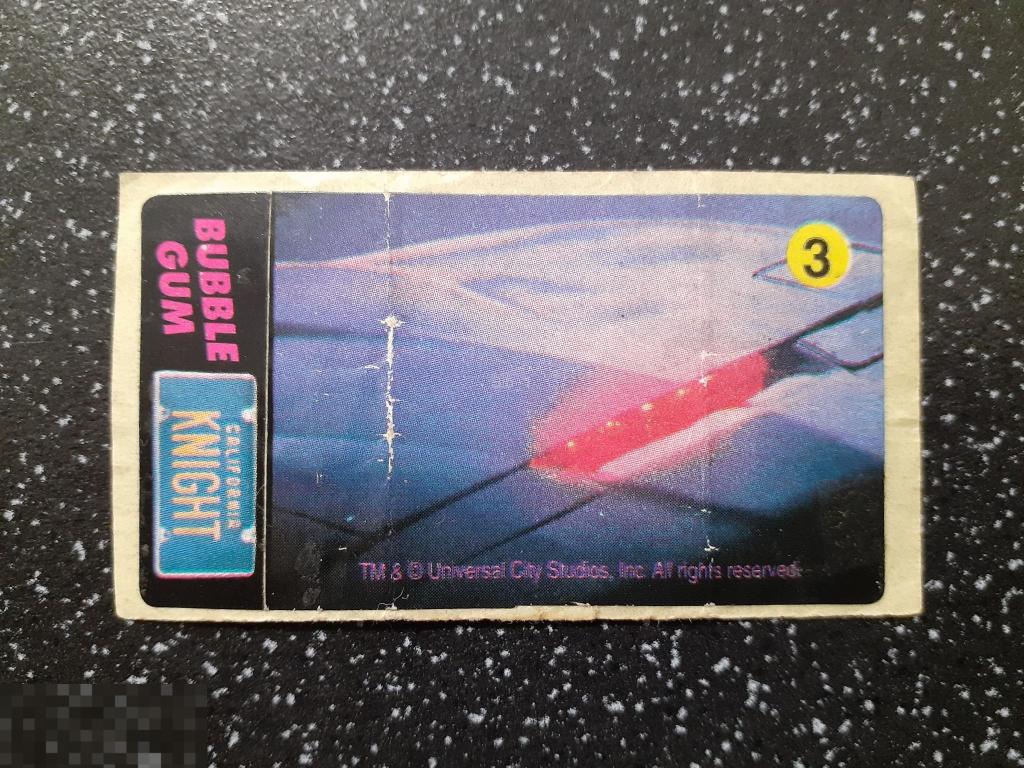 BUBBLE
GUM
CALIFORNIA
KNIGHT
3
TM & © Universal City Studios, Inc. All rights reserved.